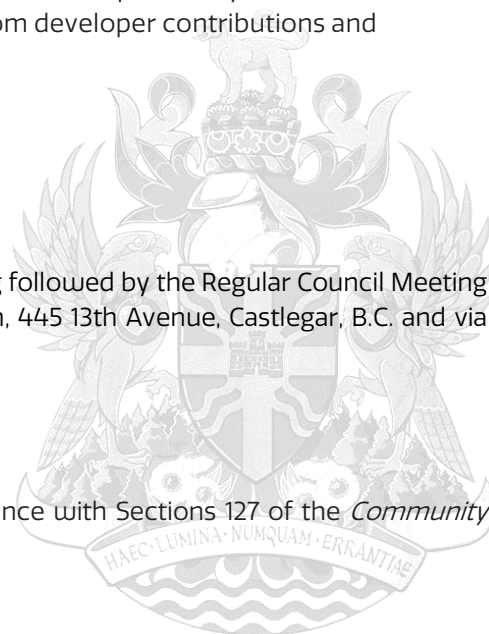 om developer contributions and
g followed by the Regular Council Meeting
n, 445 13th Avenue, Castlegar, B.C. and via
nce with Sections 127 of the Community
HAEC·LUMINA·NUMQUAM·ERRANTIAE